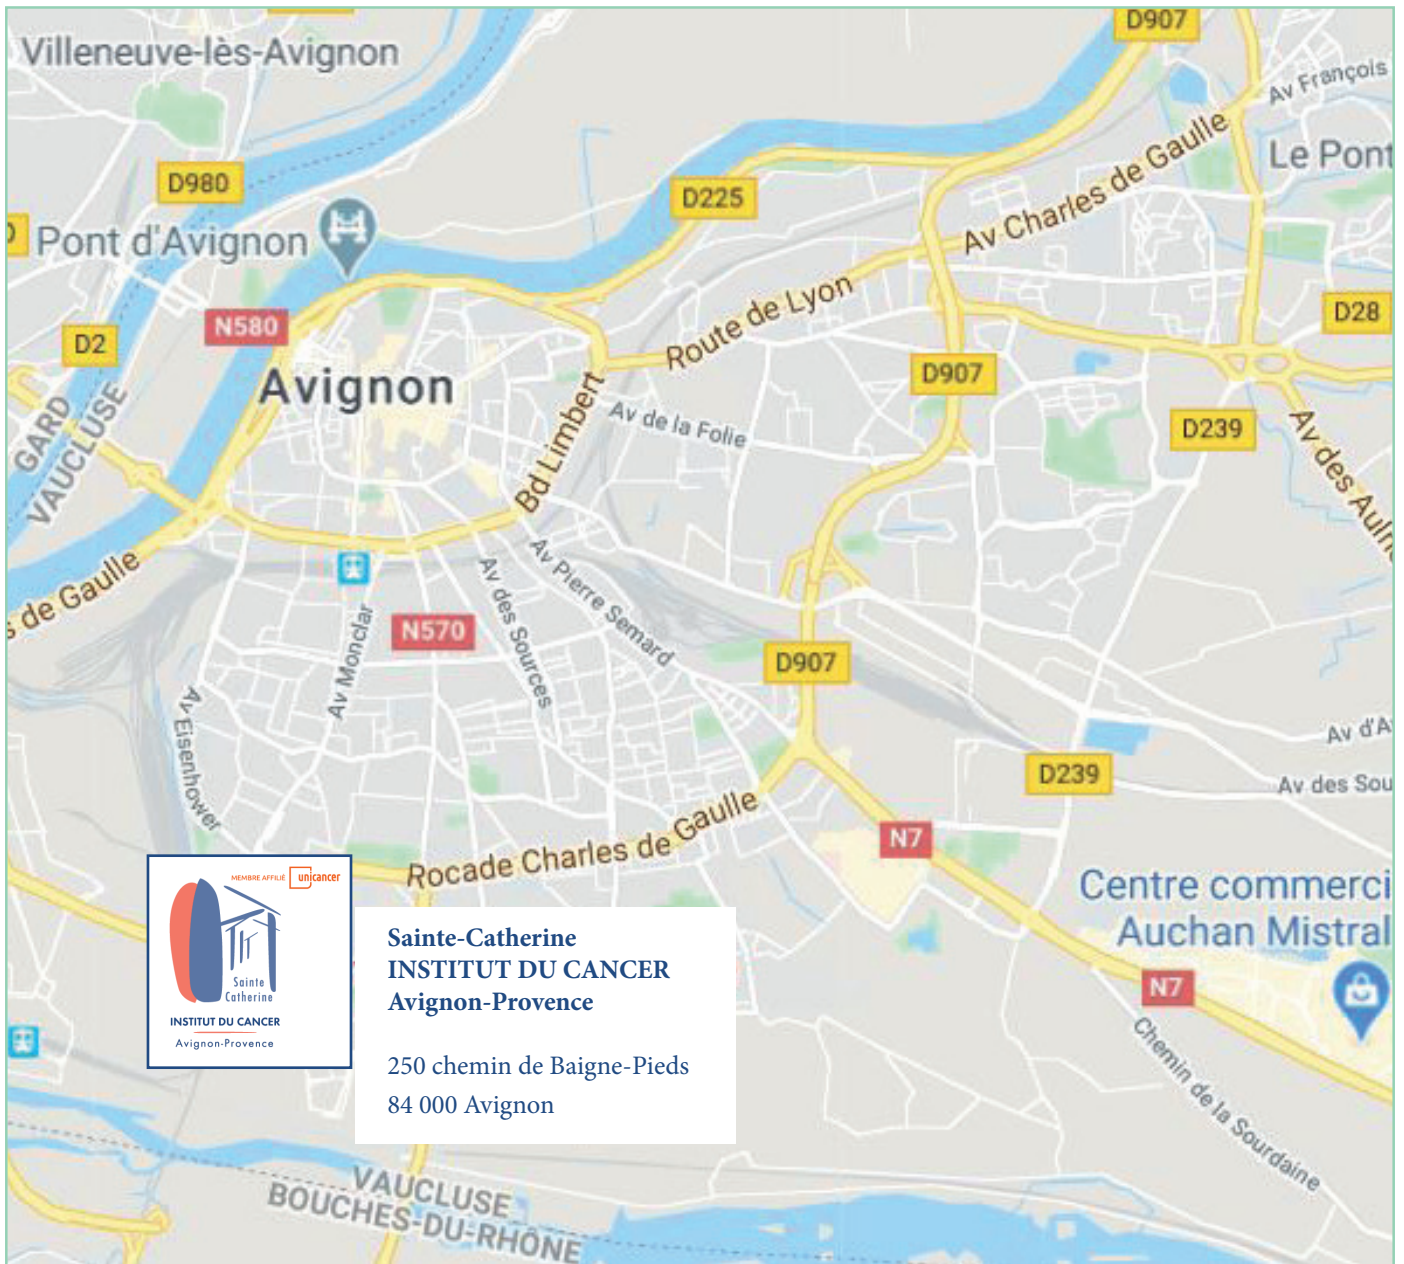 D907
Villeneuve-lès-Avignon
Av François
Le Pont
D980
D225
Av Charles de Gaulle
Pont d'Avignon
N580
D2
Route de Lyon
D28
Avignon
D907
GARD
VAUCLUSE
Bd Limbert
Av de la Folie
D239
Av des Auln
s de Gaulle
Av Pierre Semard
Av des Sources
Av Monclar
N570
D907
Av Eisenhower
Av d'A
D239
Av des Sou
Rocade Charles de Gaulle
N7
Centre commerci
Auchan Mistral
N7
Chemin de la Sourdaine
MEMBRE AFFILIÉ unicancer
Sainte
Catherine
INSTITUT DU CANCER
Avignon-Provence
Sainte-Catherine
INSTITUT DU CANCER
Avignon-Provence
250 chemin de Baigne-Pieds
84 000 Avignon
VAUCLUSE
BOUCHES-DU-RHÔNE